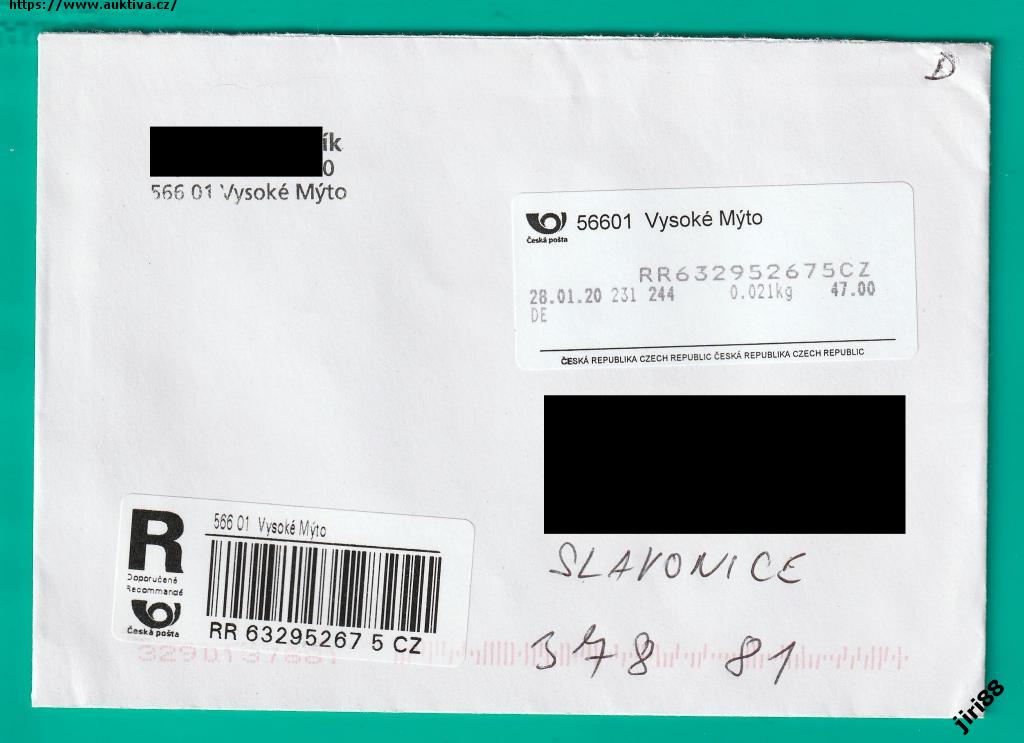 https://www.auktiva.cz/
D
ík
0
566 01 Vysoké Mýto
Česká pošta
56601 Vysoké Mýto
RR632952675CZ
28.01.20 231 244 0.021kg 47.00
DE
ČESKÁ REPUBLIKA CZECH REPUBLIC ČESKÁ REPUBLIKA CZECH REPUBLIC
R
566 01 Vysoké Mýto
Doporučeně
Recommandé
Česká pošta
RR 63295267 5 CZ
SLAVONICE
378 81
jiri88